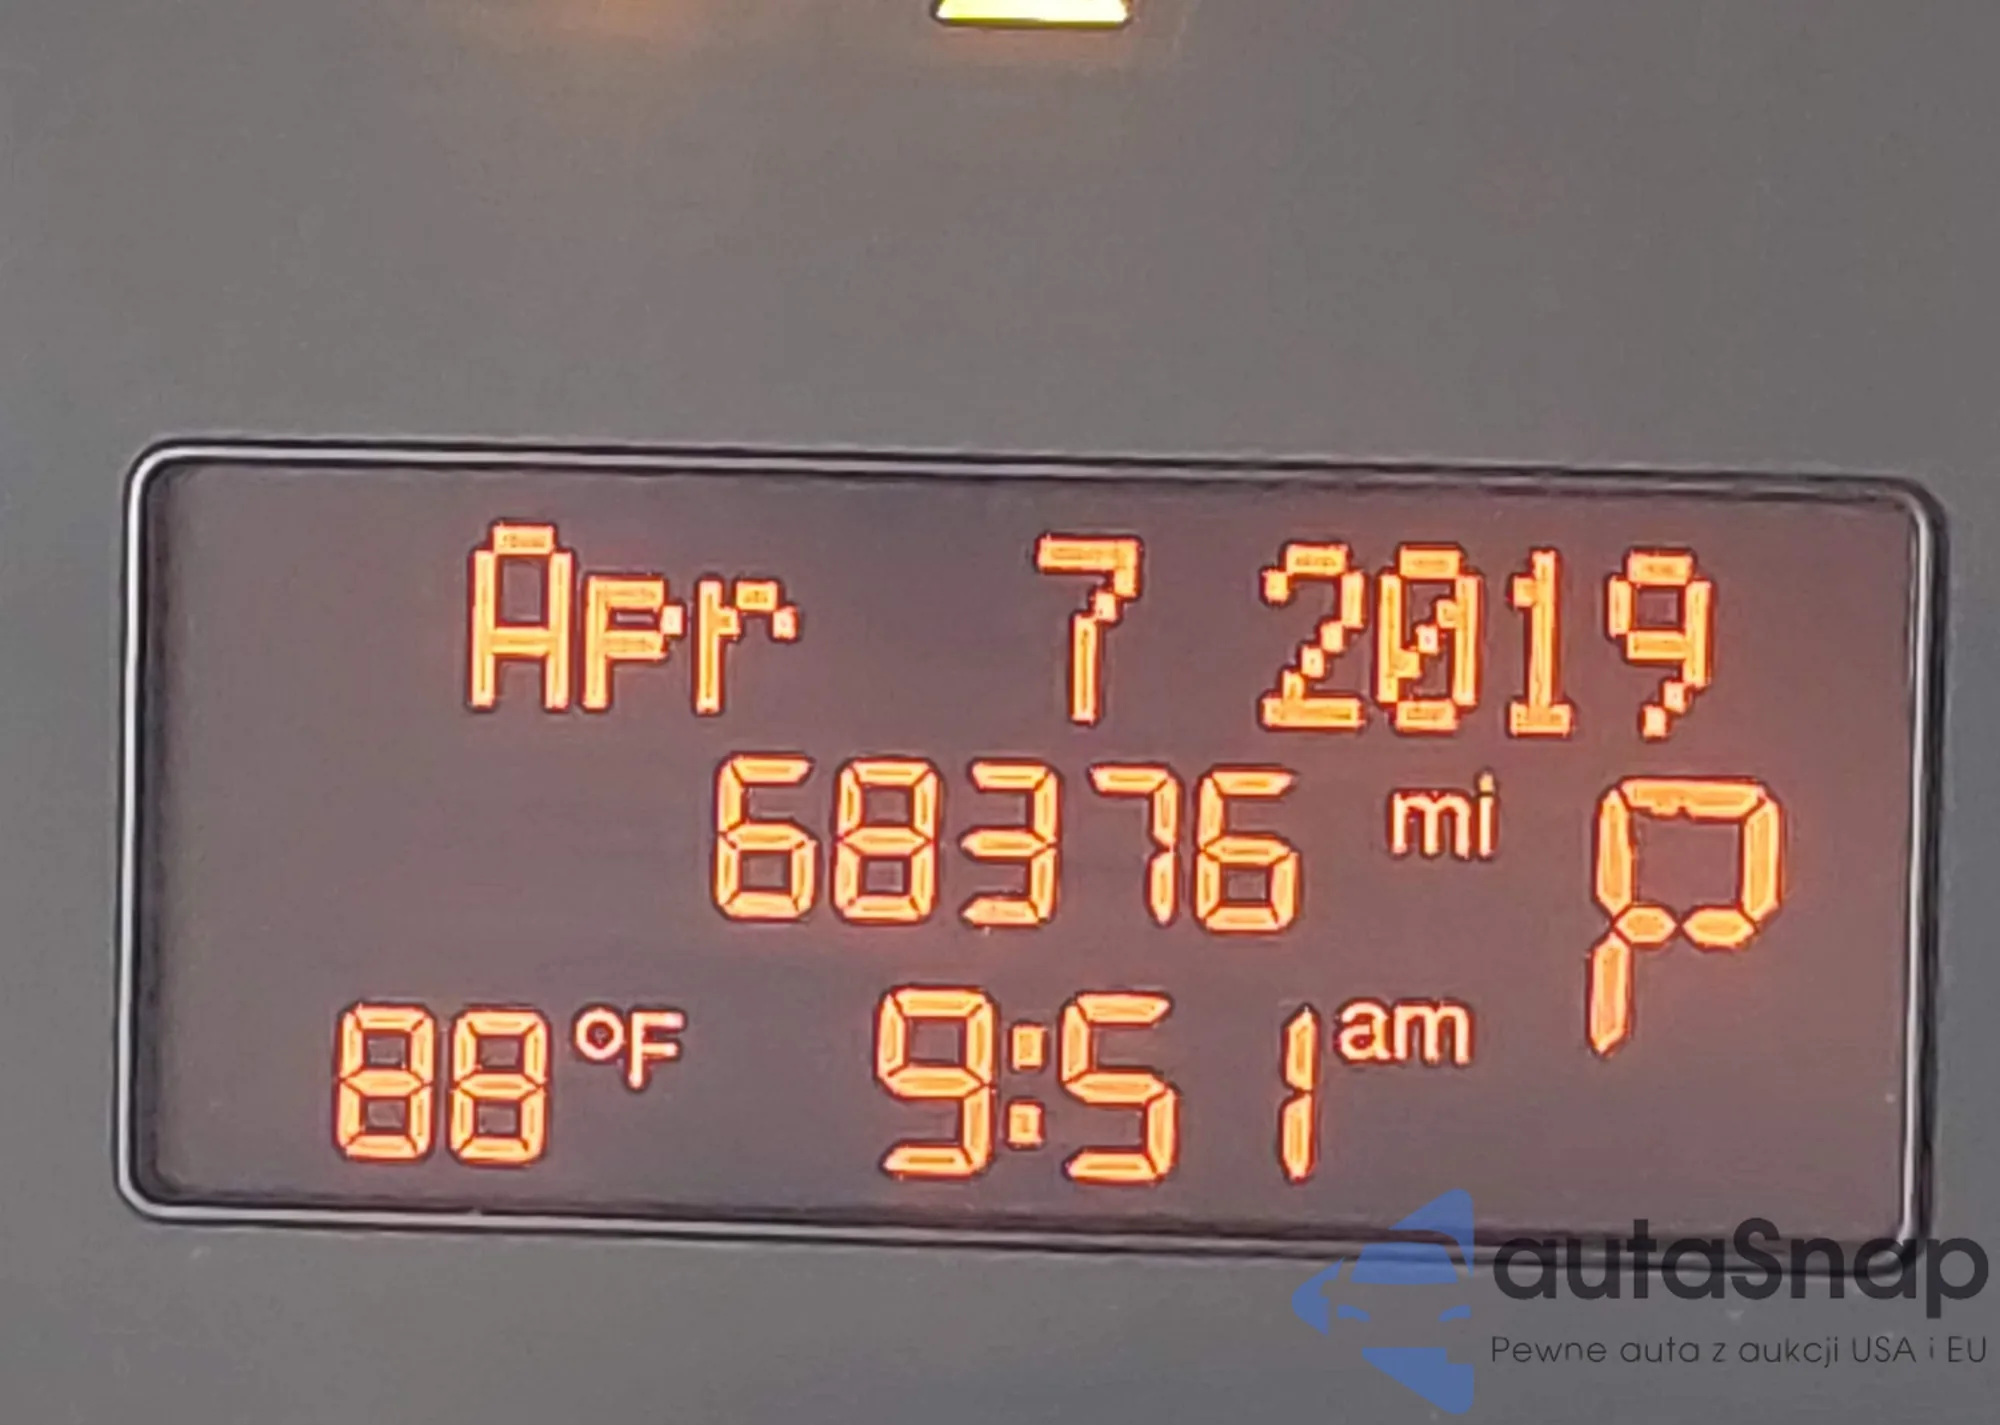 Apr 7 2019
68376 mi P
88 °F 9:51 am
autaSnap
Pewne auta z aukcji USA i EU